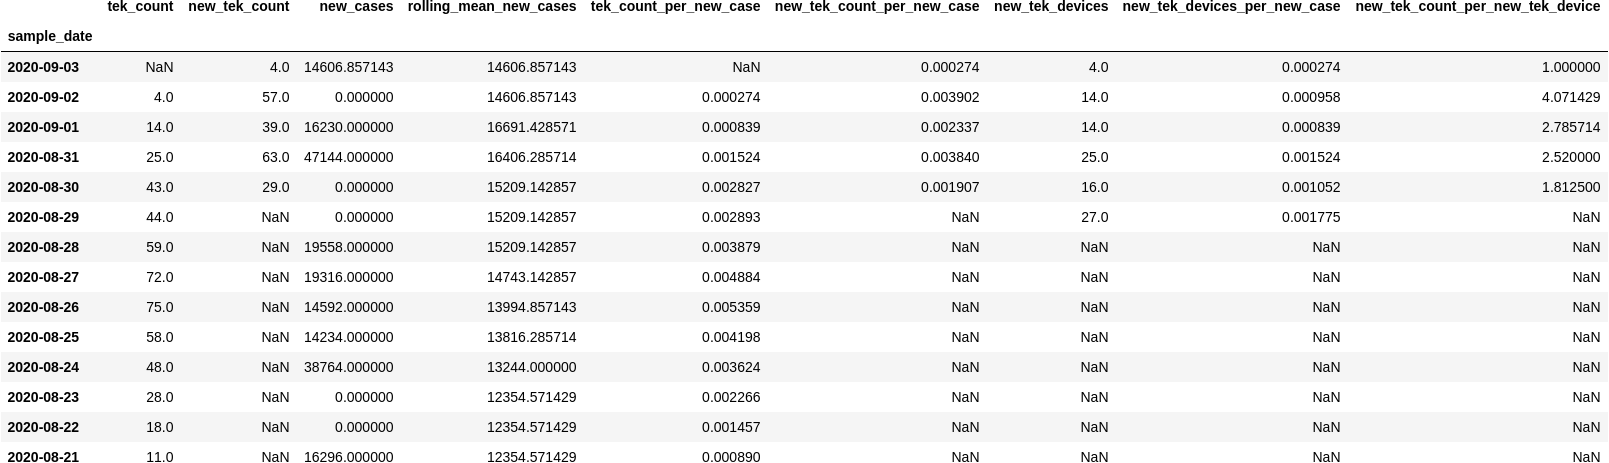 tek_count new_tek_count new_cases rolling_mean_new_cases tek_count_per_new_case new_tek_count_per_new_case new_tek_devices new_tek_devices_per_new_case new_tek_count_per_new_tek_device
sample_date
2020-09-03 NaN 4.0 14606.857143 14606.857143 NaN 0.000274 4.0 0.000274 1.000000
2020-09-02 4.0 57.0 0.000000 14606.857143 0.000274 0.003902 14.0 0.000958 4.071429
2020-09-01 14.0 39.0 16230.000000 16691.428571 0.000839 0.002337 14.0 0.000839 2.785714
2020-08-31 25.0 63.0 47144.000000 16406.285714 0.001524 0.003840 25.0 0.001524 2.520000
2020-08-30 43.0 29.0 0.000000 15209.142857 0.002827 0.001907 16.0 0.001052 1.812500
2020-08-29 44.0 NaN 0.000000 15209.142857 0.002893 NaN 27.0 0.001775 NaN
2020-08-28 59.0 NaN 19558.000000 15209.142857 0.003879 NaN NaN NaN NaN
2020-08-27 72.0 NaN 19316.000000 14743.142857 0.004884 NaN NaN NaN NaN
2020-08-26 75.0 NaN 14592.000000 13994.857143 0.005359 NaN NaN NaN NaN
2020-08-25 58.0 NaN 14234.000000 13816.285714 0.004198 NaN NaN NaN NaN
2020-08-24 48.0 NaN 38764.000000 13244.000000 0.003624 NaN NaN NaN NaN
2020-08-23 28.0 NaN 0.000000 12354.571429 0.002266 NaN NaN NaN NaN
2020-08-22 18.0 NaN 0.000000 12354.571429 0.001457 NaN NaN NaN NaN
2020-08-21 11.0 NaN 16296.000000 12354.571429 0.000890 NaN NaN NaN NaN